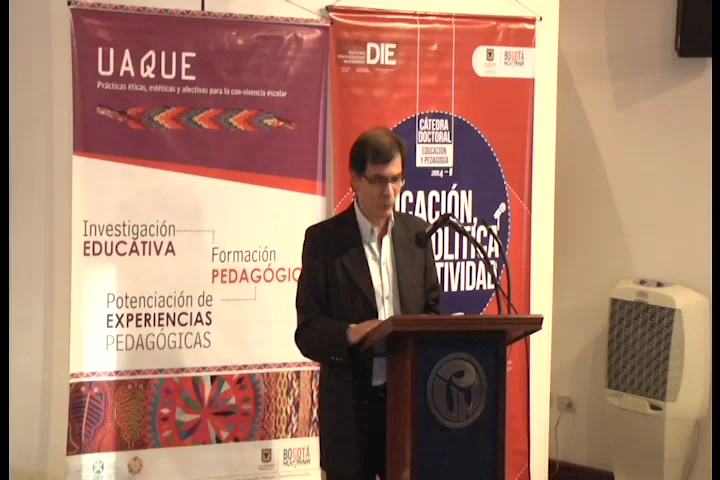 UAQUE
Prácticas éticas, estéticas y afectivas para la con-vivencia escolar
Investigación
EDUCATIVA
Formación
PEDAGÓGIC
Potenciación de
EXPERIENCIAS
PEDAGÓGICAS
BOGOTÁ
HUMANA
DIE
BOGOTÁ
HUMANA
CÁTEDRA
DOCTORAL
EDUCACIÓN
Y PEDAGOGÍA
2014 - I
CACIÓN,
OLÍTICA
TIVIDAD